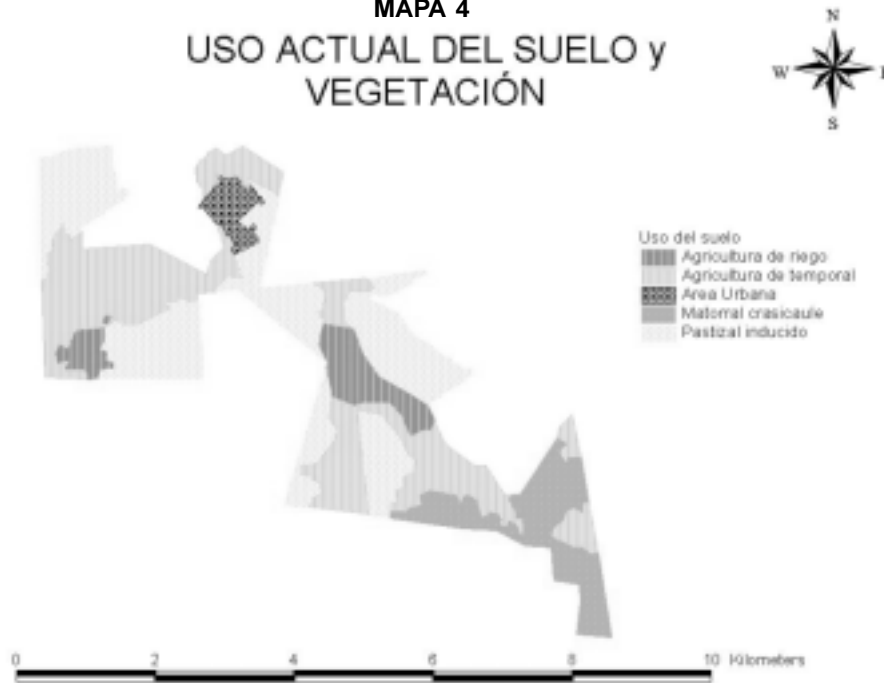 MAPA 4
USO ACTUAL DEL SUELO y
VEGETACIÓN
N
W
S
Uso del suelo
Agricultura de riego
Agricultura de temporal
Area Urbana
Matorral crasicaule
Pastizal inducido
0 2 4 6 8 10 Kilometers